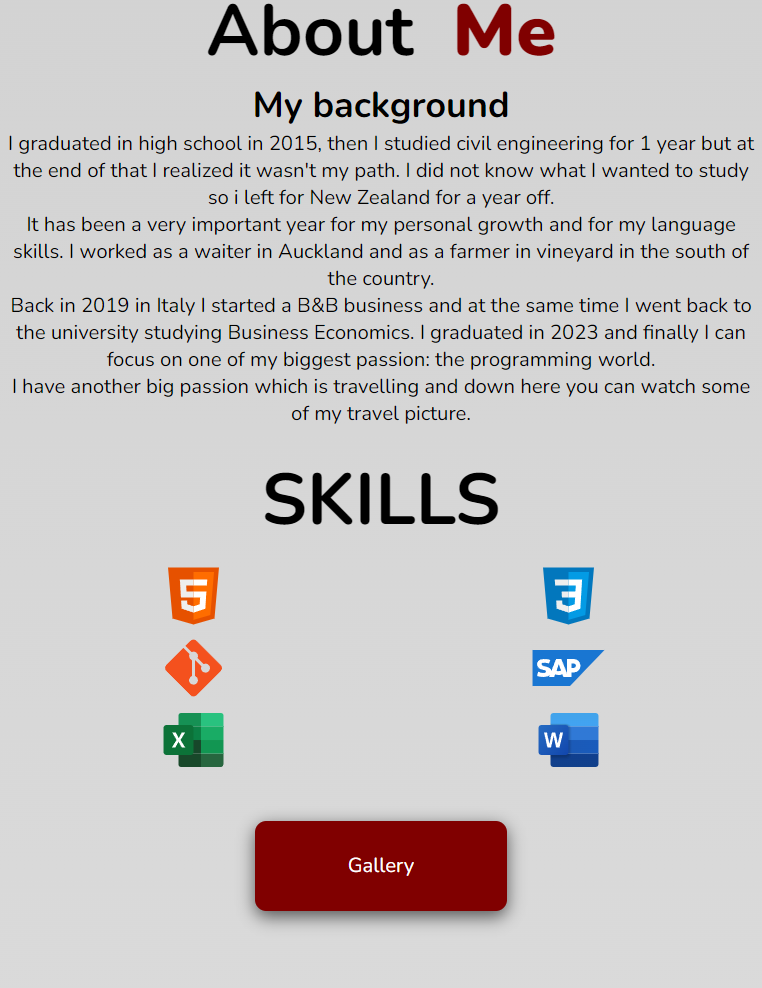 About Me
My background
I graduated in high school in 2015, then I studied civil engineering for 1 year but at
the end of that I realized it wasn't my path. I did not know what I wanted to study
so i left for New Zealand for a year off.
It has been a very important year for my personal growth and for my language
skills. I worked as a waiter in Auckland and as a farmer in vineyard in the south of
the country.
Back in 2019 in Italy I started a B&B business and at the same time I went back to
the university studying Business Economics. I graduated in 2023 and finally I can
focus on one of my biggest passion: the programming world.
I have another big passion which is travelling and down here you can watch some
of my travel picture.
SKILLS
5 3
SAP
X W
Gallery